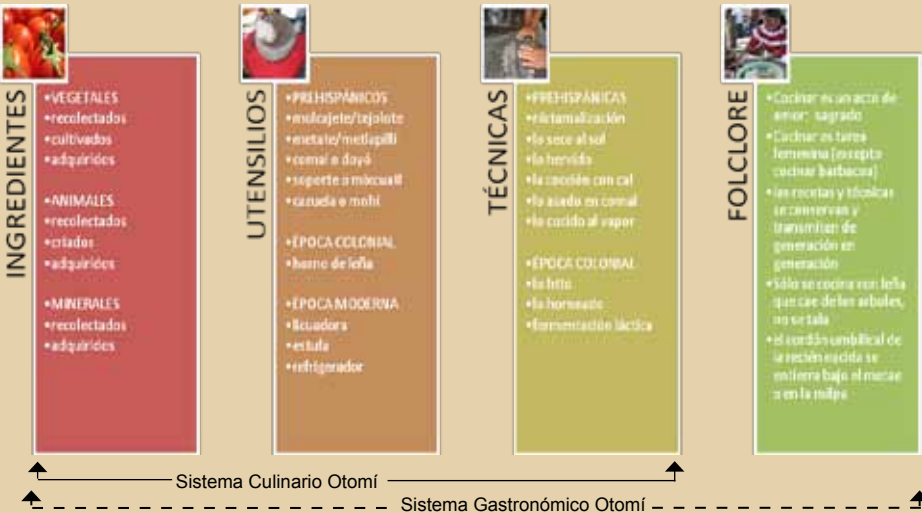 INGREDIENTES
•VEGETALES
•recolectados
•cultivados
•adquiridos
•ANIMALES
•recolectados
•criados
•adquiridos
•MINERALES
•recolectados
•adquiridos
UTENSILIOS
•PREHISPÁNICOS
•molcajete/tejolote
•metate/metlapilli
•comal o doyó
•soporte o mixcuatl
•cazuela o mohi
•ÉPOCA COLONIAL
•horno de leña
•ÉPOCA MODERNA
•licuadora
•estufa
•refrigerador
TÉCNICAS
•PREHISPÁNICAS
•nixtamalización
•lo seco al sol
•lo hervido
•la cocción con cal
•lo asado en comal
•lo cocido al vapor
•ÉPOCA COLONIAL
•lo frito
•lo horneado
•fermentación láctica
FOLCLORE
•Cocinar es un acto de
amor: sagrado
•Cocinar es tarea
femenina (excepto
cocinar barbacoa)
•las recetas y técnicas
se conservan y
transmiten de
generación en
generación
•Sólo se cocina con leña
que cae de los arboles,
no se tala
•el cordón umbilical de
la recién nacida se
entierra bajo el
o en la milpa
Sistema Culinario Otomí
Sistema Gastronómico Otomí